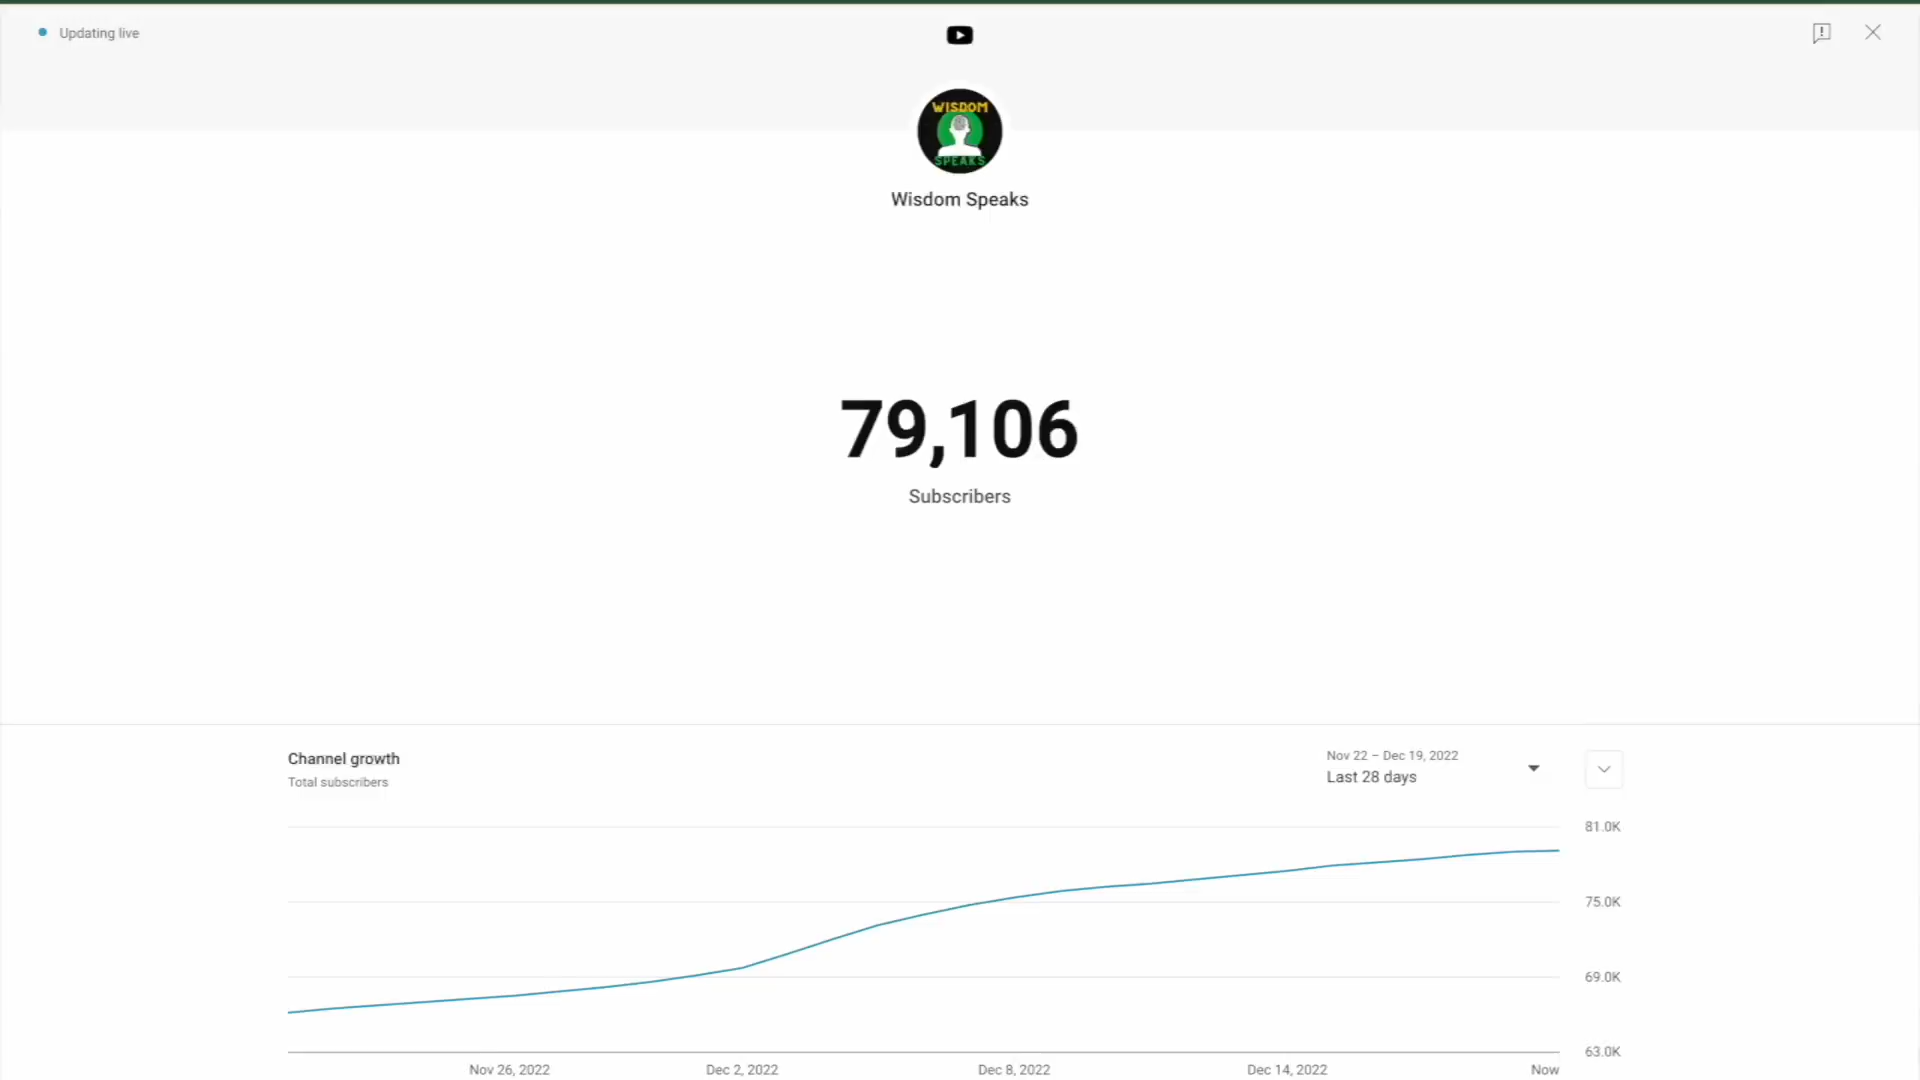 Updating live
WISDOM
SPEAKS
Wisdom Speaks
79,106
Subscribers
Channel growth
Total subscribers
Nov 22 – Dec 19, 2022
Last 28 days
81.0K
75.0K
69.0K
63.0K
Nov 26, 2022
Dec 2, 2022
Dec 8, 2022
Dec 14, 2022
Now